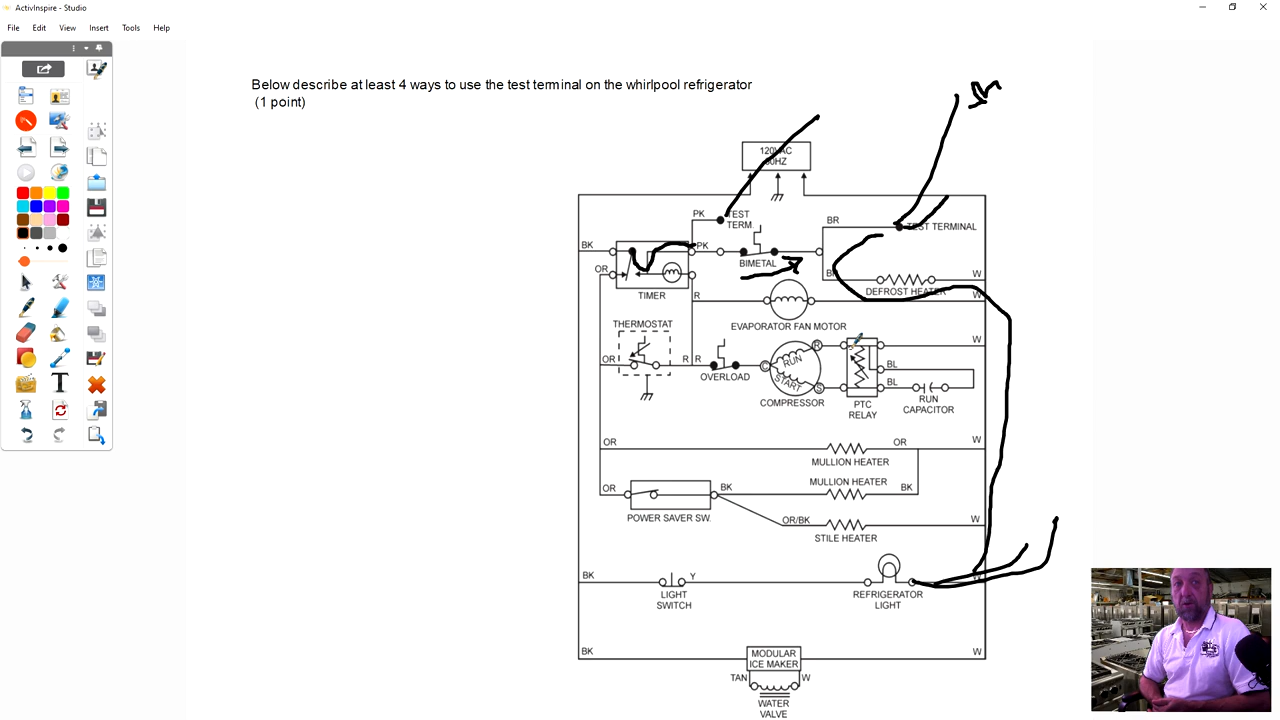 ActivInspire - Studio
File Edit View Insert Tools Help
Below describe at least 4 ways to use the test terminal on the whirlpool refrigerator
(1 point)
120VAC
60HZ
PK
TEST
TERM.
BR
TEST TERMINAL
BK
PK
BIMETAL
OR
TIMER
DEFROST HEATER
W
R
W
EVAPORATOR FAN MOTOR
THERMOSTAT
OR
R R
OVERLOAD
C
RUN
START
R
S
COMPRESSOR
PTC
RELAY
W
BL
BL
RUN
CAPACITOR
OR
MULLION HEATER
OR
W
MULLION HEATER
OR
BK
BK
POWER SAVER SW.
OR/BK
W
STILE HEATER
BK
Y
LIGHT
SWITCH
REFRIGERATOR
LIGHT
W
BK
MODULAR
ICE MAKER
W
TAN
W
WATER
VALVE